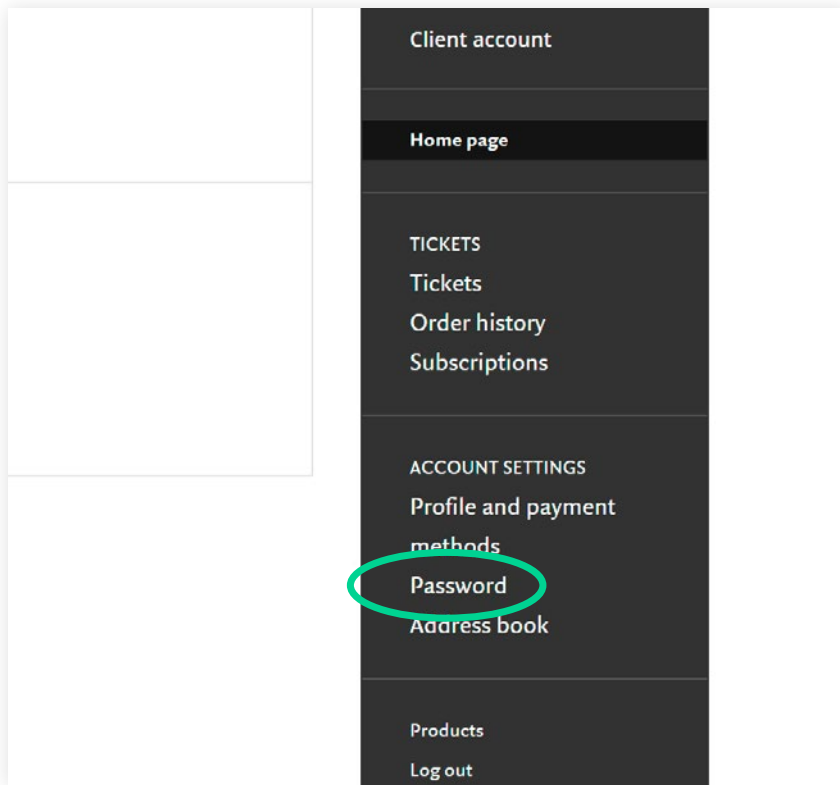 Client account
Home page
TICKETS
Tickets
Order history
Subscriptions
ACCOUNT SETTINGS
Profile and payment
methods
Password
Address book
Products
Log out